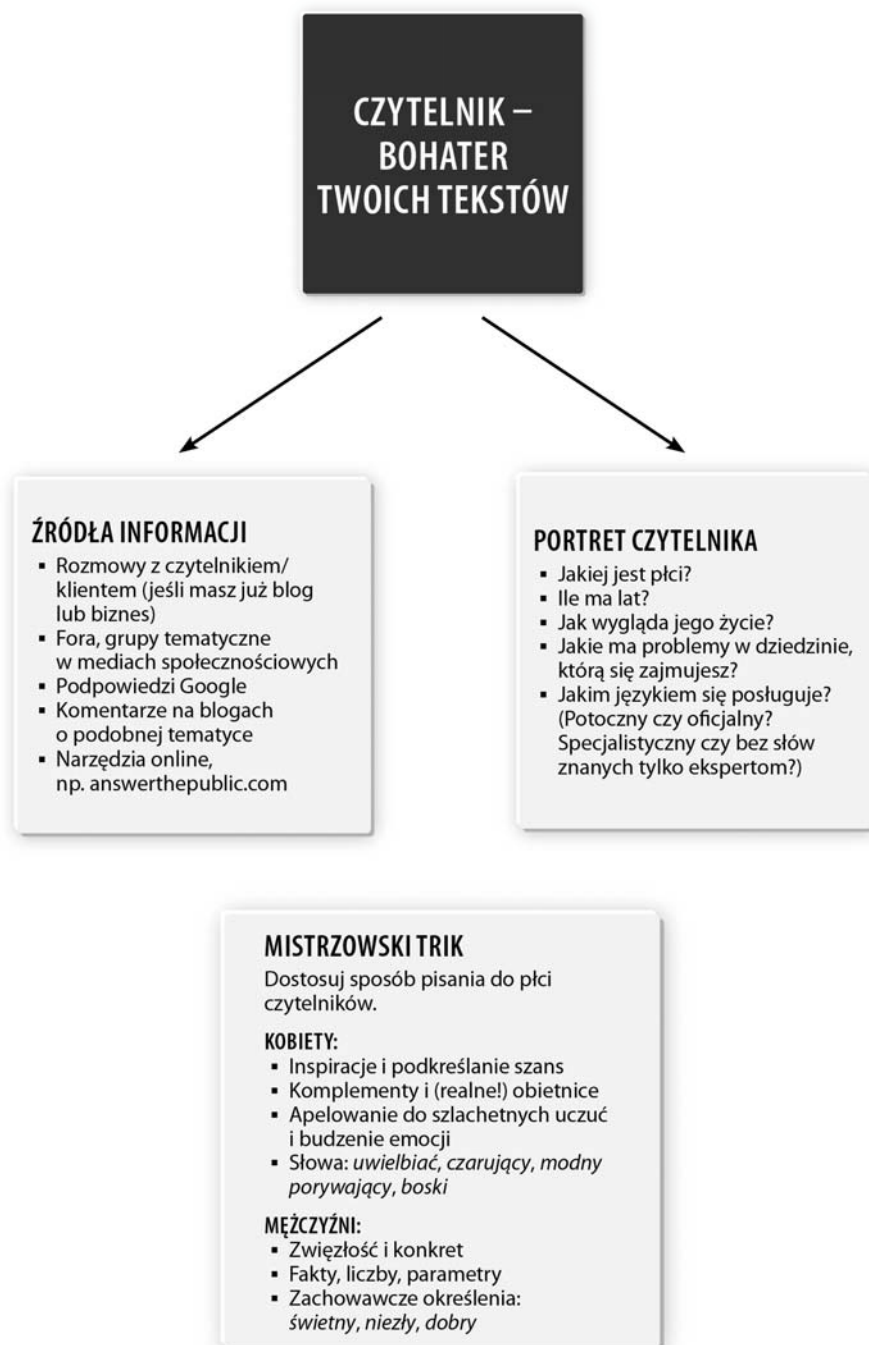 CZYTELNIK –
BOHATER
TWOICH TEKSTÓW
ŹRÓDŁA INFORMACJI
▪ Rozmowy z czytelnikiem/
klientem (jeśli masz już blog
lub biznes)
▪ Fora, grupy tematyczne
w mediach społecznościowych
▪ Podpowiedzi Google
▪ Komentarze na blogach
o podobnej tematyce
▪ Narzędzia online,
np. answerthepublic.com
PORTRET CZYTELNIKA
▪ Jakiej jest płci?
▪ Ile ma lat?
▪ Jak wygląda jego życie?
▪ Jakie ma problemy w dziedzinie,
którą się zajmujesz?
▪ Jakim językiem się posługuje?
(Potoczny czy oficjalny?
Specjalistyczny czy bez słów
znanych tylko ekspertom?)
MISTRZOWSKI TRIK
Dostosuj sposób pisania do płci
czytelników.
KOBIETY:
▪ Inspiracje i podkreślanie szans
▪ Komplementy i (realne!) obietnice
▪ Apelowanie do szlachetnych uczuć
i budzenie emocji
▪ Słowa: uwielbiać, czarujący, modny
porywający, boski
MĘŻCZYŹNI:
▪ Zwięzłość i konkret
▪ Fakty, liczby, parametry
▪ Zachowawcze określenia:
świetny, niezły, dobry